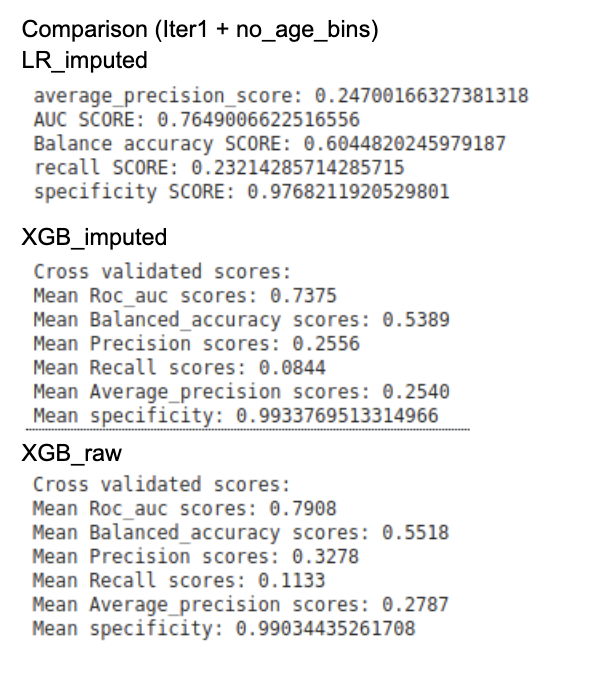 Comparison (Iter1 + no_age_bins)
LR_imputed
average_precision_score: 0.24700166327381318
AUC SCORE: 0.7649006622516556
Balance accuracy SCORE: 0.6044820245979187
recall SCORE: 0.23214285714285715
specificity SCORE: 0.9768211920529801
XGB_imputed
Cross validated scores:
Mean Roc_auc scores: 0.7375
Mean Balanced_accuracy scores: 0.5389
Mean Precision scores: 0.2556
Mean Recall scores: 0.0844
Mean Average_precision scores: 0.2540
Mean specificity: 0.9933769513314966
XGB_raw
Cross validated scores:
Mean Roc_auc scores: 0.7908
Mean Balanced_accuracy scores: 0.5518
Mean Precision scores: 0.3278
Mean Recall scores: 0.1133
Mean Average_precision scores: 0.2787
Mean specificity: 0.99034435261708